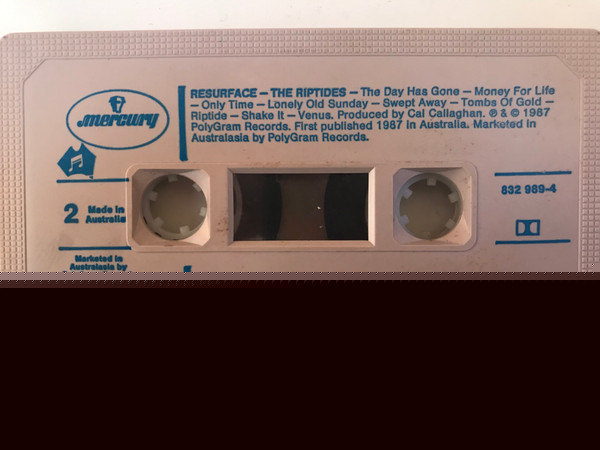 RESURFACE – THE RIPTIDES – The Day Has Gone – Money For Life
– Only Time – Lonely Old Sunday – Swept Away – Tombs Of Gold –
Riptide – Shake It – Venus. Produced by Cal Callaghan. ℗ & © 1987
PolyGram Records. First published 1987 in Australia. Marketed in
Australasia by PolyGram Records.
mercury
832 989-4
2
Made in
Australia
Marketed in
Australasia by